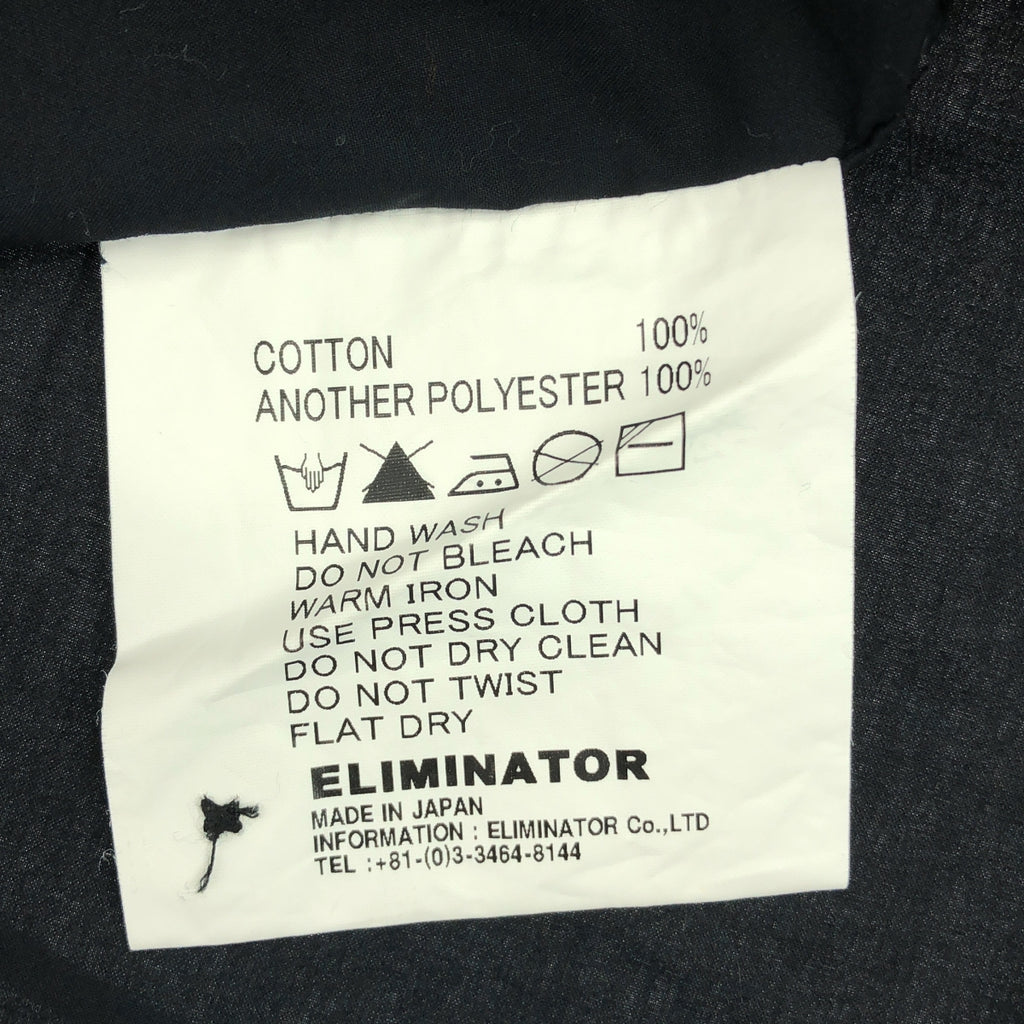 COTTON 100%
ANOTHER POLYESTER 100%
HAND WASH
DO NOT BLEACH
WARM IRON
USE PRESS CLOTH
DO NOT DRY CLEAN
DO NOT TWIST
FLAT DRY
ELIMINATOR
MADE IN JAPAN
INFORMATION : ELIMINATOR Co.,LTD
TEL :+81-(0)3-3464-8144